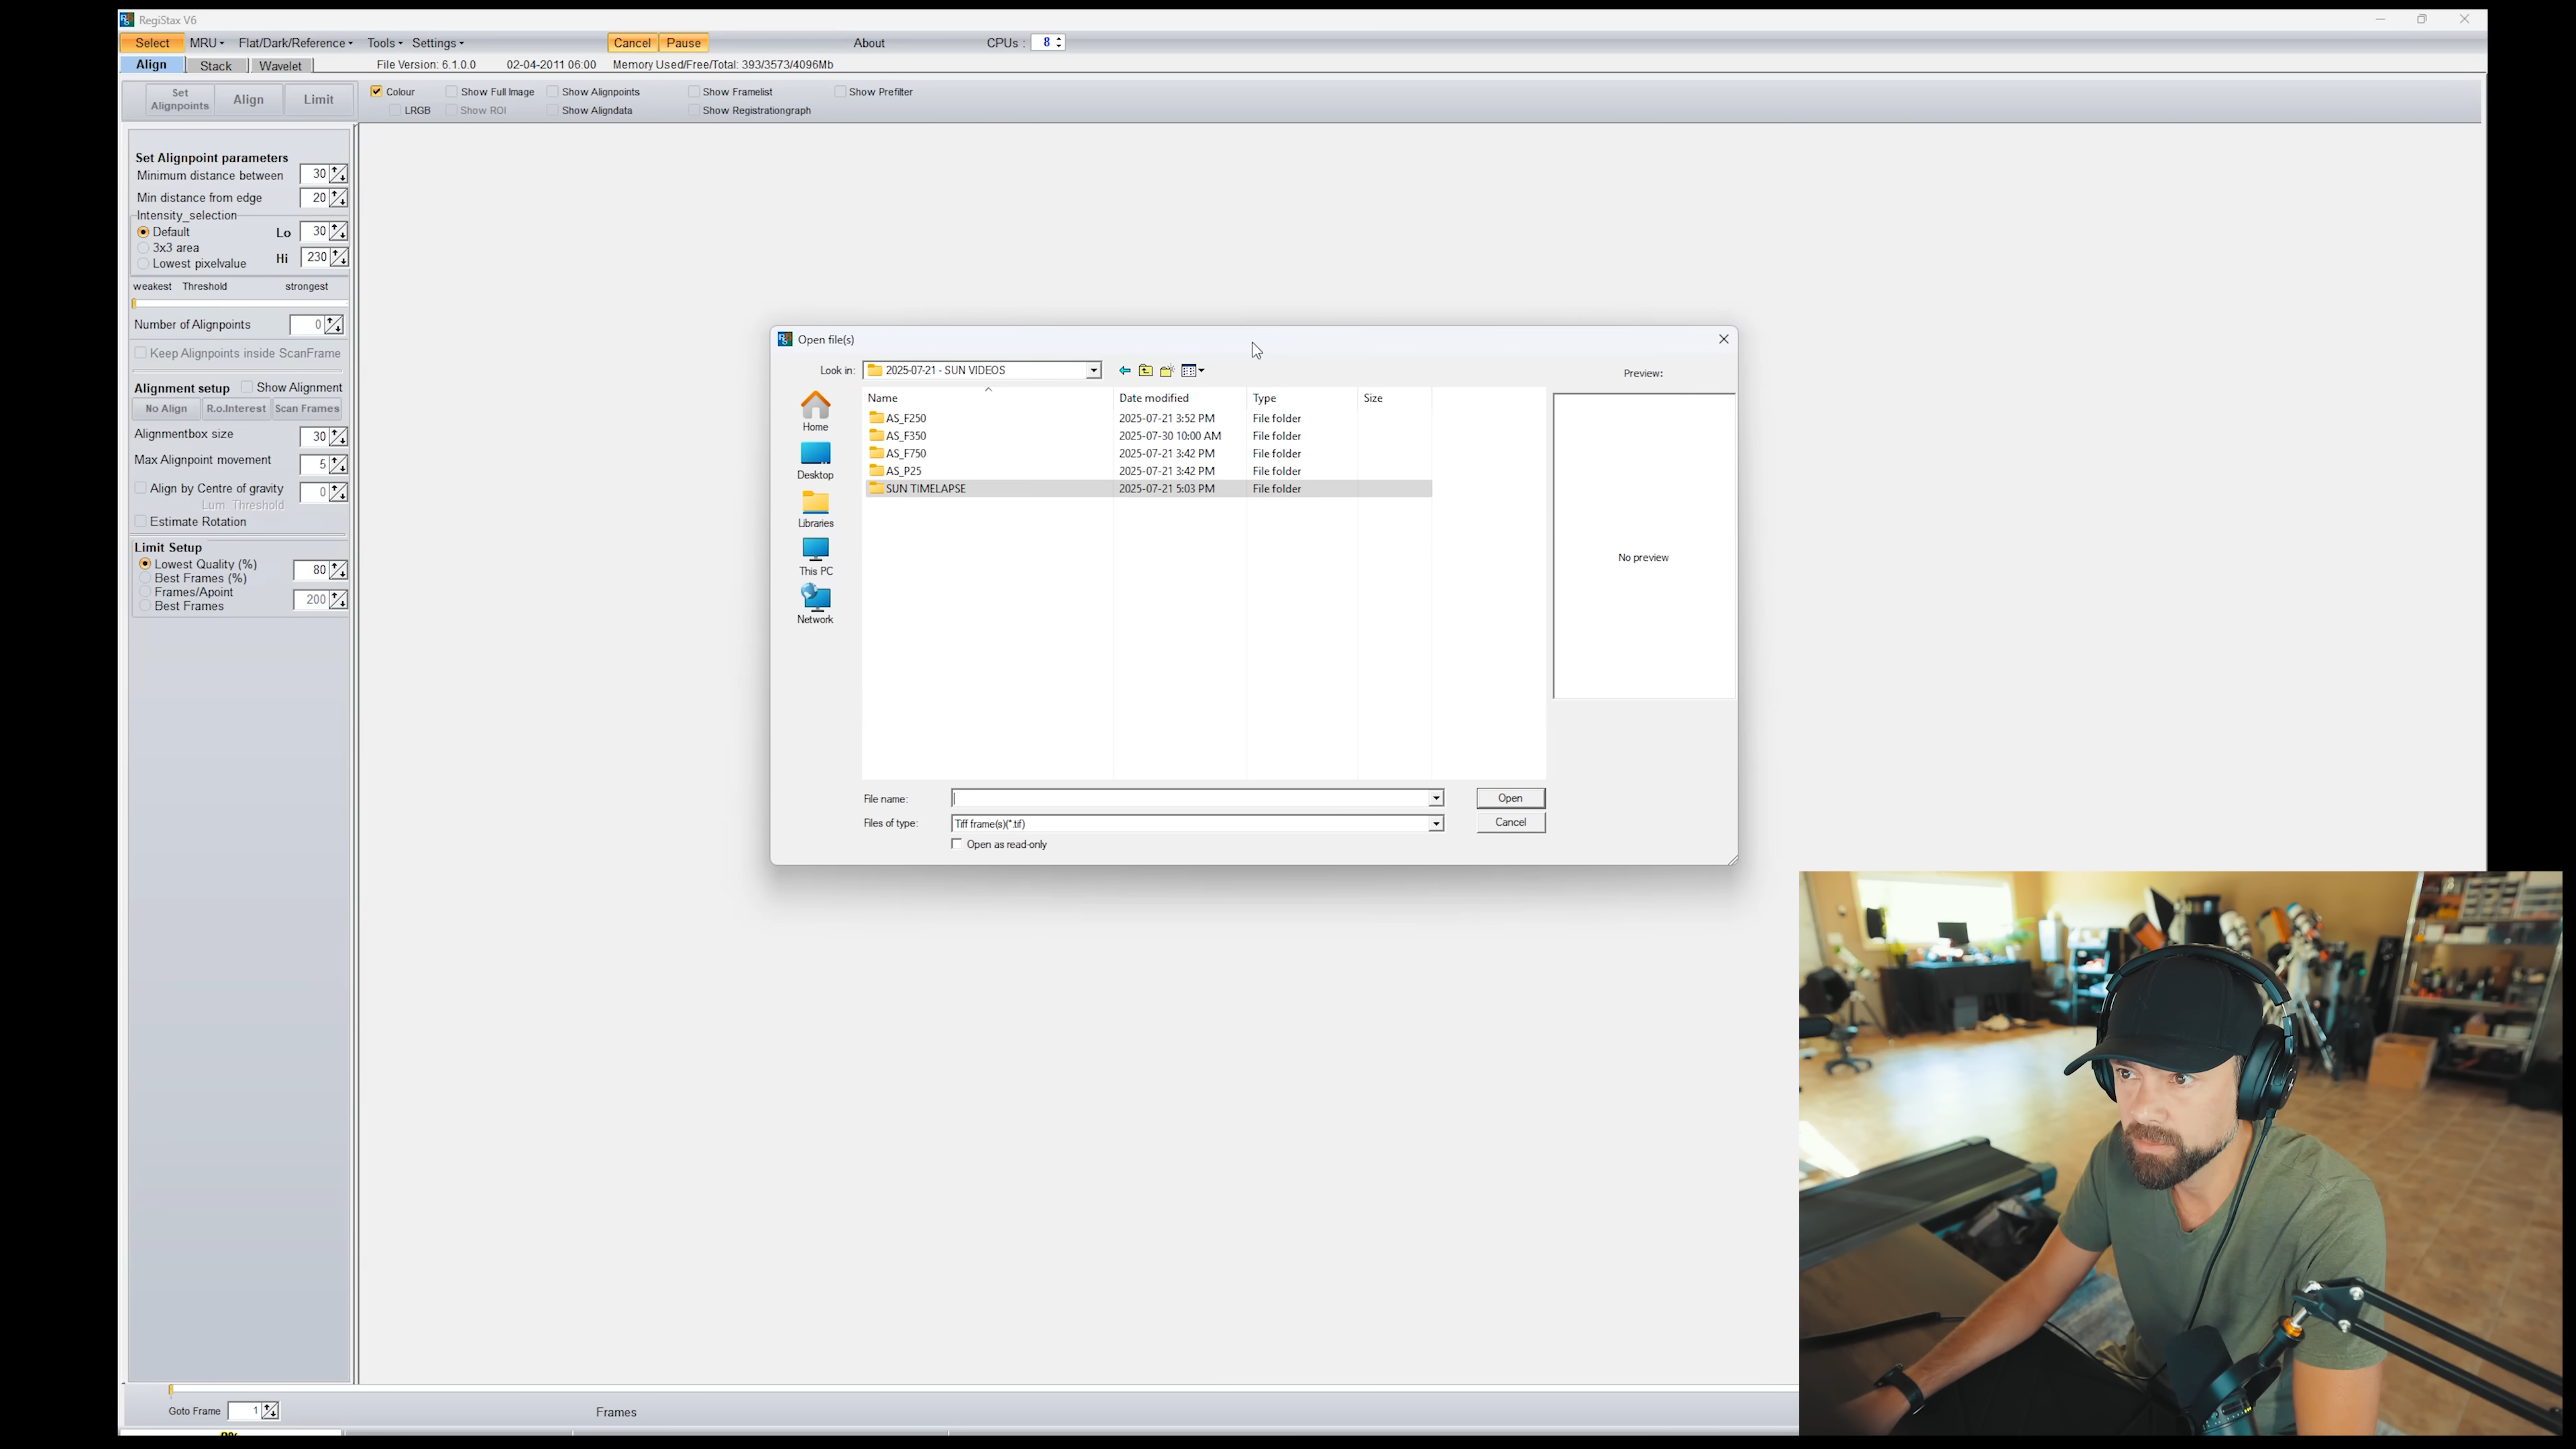 RegiStax V6
Select MRU Flat/Dark/Reference Tools Settings Cancel Pause About CPUs : 8
Align Stack Wavelet File Version: 6.1.0.0 02-04-2011 06:00 Memory Used/Free/Total: 393/3573/4096Mb
Set Alignpoints Align Limit
Colour Show Full Image Show Alignpoints Show Framelist Show Prefilter
LRGB Show ROI Show Aligndata Show Registrationgraph
Set Alignpoint parameters
Minimum distance between 30
Min distance from edge 20
Intensity_selection
Default Lo 30
3x3 area
Lowest pixelvalue Hi 230
weakest Threshold strongest
Number of Alignpoints 0
Keep Alignpoints inside ScanFrame
Alignment setup Show Alignment
No Align R.o.Interest Scan Frames
Alignmentbox size 30
Max Alignpoint movement 5
Align by Centre of gravity 0
Lum Threshold
Estimate Rotation
Limit Setup
Lowest Quality (%) 80
Best Frames (%)
Frames/Apoint
Best Frames 200
Open file(s)
Look in: 2025-07-21 - SUN VIDEOS
Preview:
Home
Desktop
Libraries
This PC
Network
Name Date modified Type Size
AS_F250 2025-07-21 3:52 PM File folder
AS_F350 2025-07-30 10:00 AM File folder
AS_F750 2025-07-21 3:42 PM File folder
AS_P25 2025-07-21 3:42 PM File folder
SUN TIMELAPSE 2025-07-21 5:03 PM File folder
No preview
File name: Open
Files of type: Tiff frame(s)(*.tif) Cancel
Open as read-only
Goto Frame 1 Frames